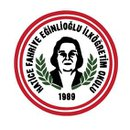 HATİCE FAHRİYE EĞİNLİOĞLU İLKÖĞRETİM OKULU
1989